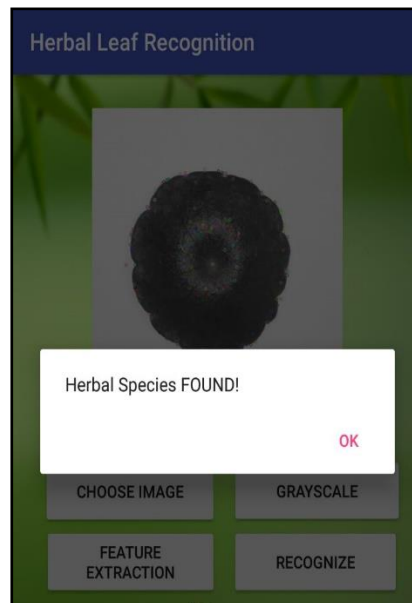 Herbal Leaf Recognition
Herbal Species FOUND!
OK
CHOOSE IMAGE
GRAYSCALE
FEATURE
EXTRACTION
RECOGNIZE